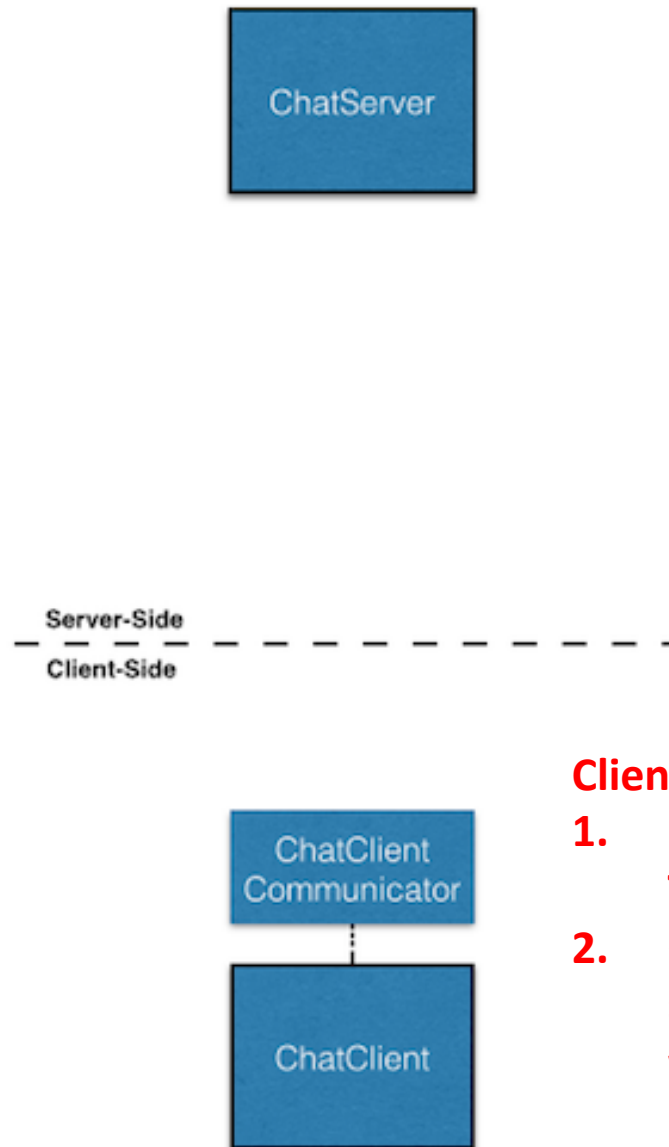 ChatServer
Server-Side
Client-Side
ChatClient
Communicator
ChatClient
Clien
1.
2.